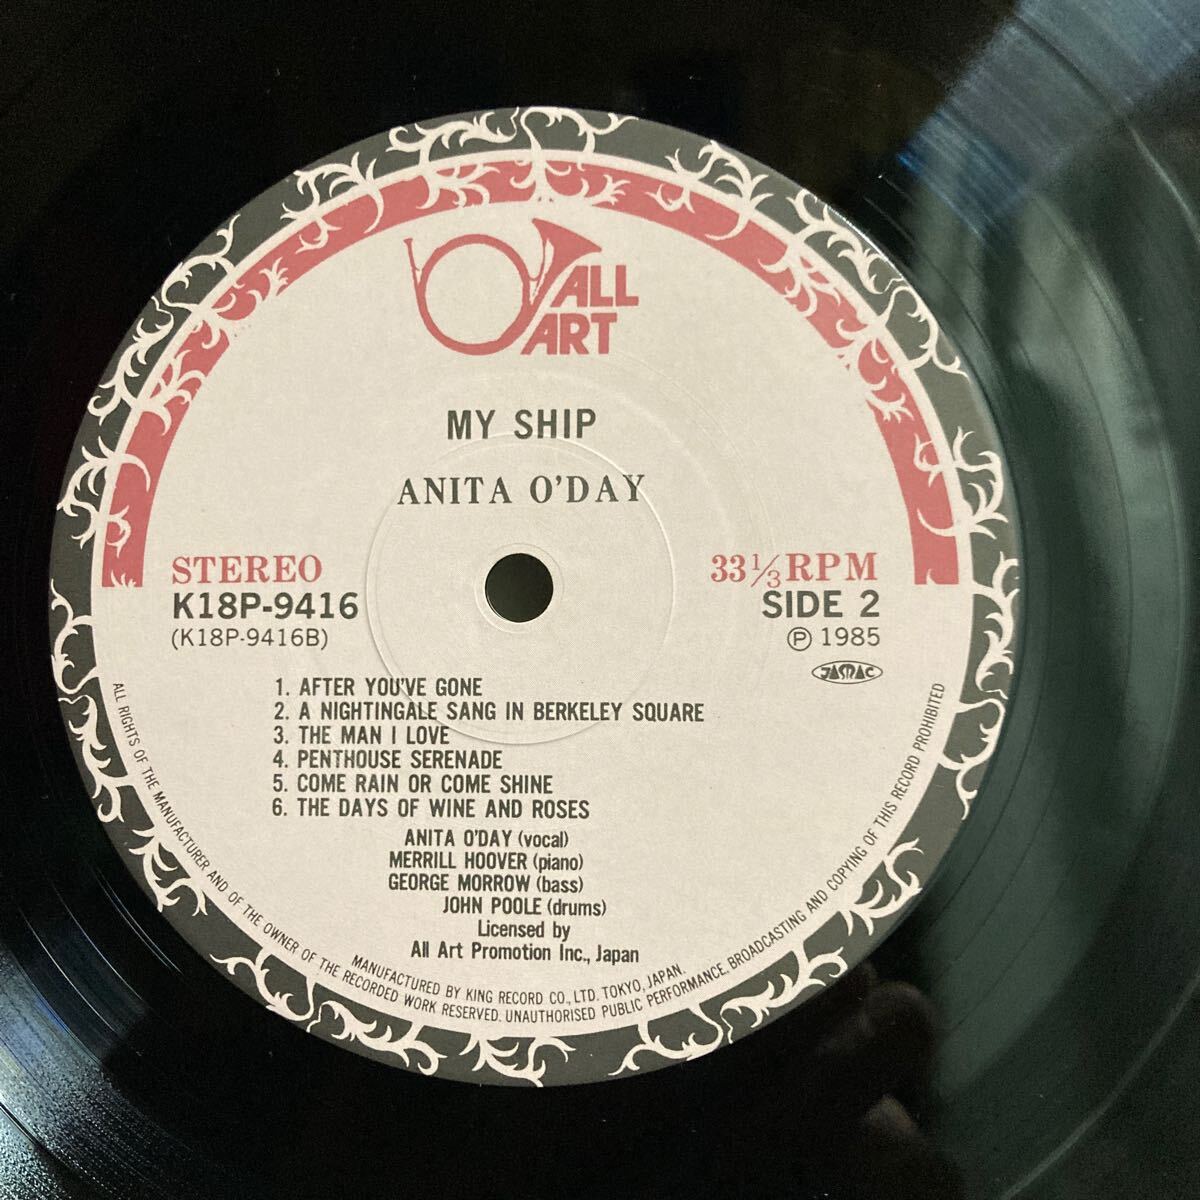 ALL
ART
MY SHIP
ANITA O'DAY
STEREO
K18P-9416
(K18P-9416B)
33⅓ RPM
SIDE 2
Ⓟ 1985
JASRAC
1. AFTER YOU'VE GONE
2. A NIGHTINGALE SANG IN BERKELEY SQUARE
3. THE MAN I LOVE
4. PENTHOUSE SERENADE
5. COME RAIN OR COME SHINE
6. THE DAYS OF WINE AND ROSES
ANITA O'DAY (vocal)
MERRILL HOOVER (piano)
GEORGE MORROW (bass)
JOHN POOLE (drums)
Licensed by
All Art Promotion Inc., Japan
MANUFACTURED BY KING RECORD CO., LTD. TOKYO, JAPAN.
ALL RIGHTS OF THE MANUFACTURER AND OF THE OWNER OF THE RECORDED WORK RESERVED. UNAUTHORISED PUBLIC PERFORMANCE, BROADCASTING AND COPYING OF THIS RECORD PROHIBITED